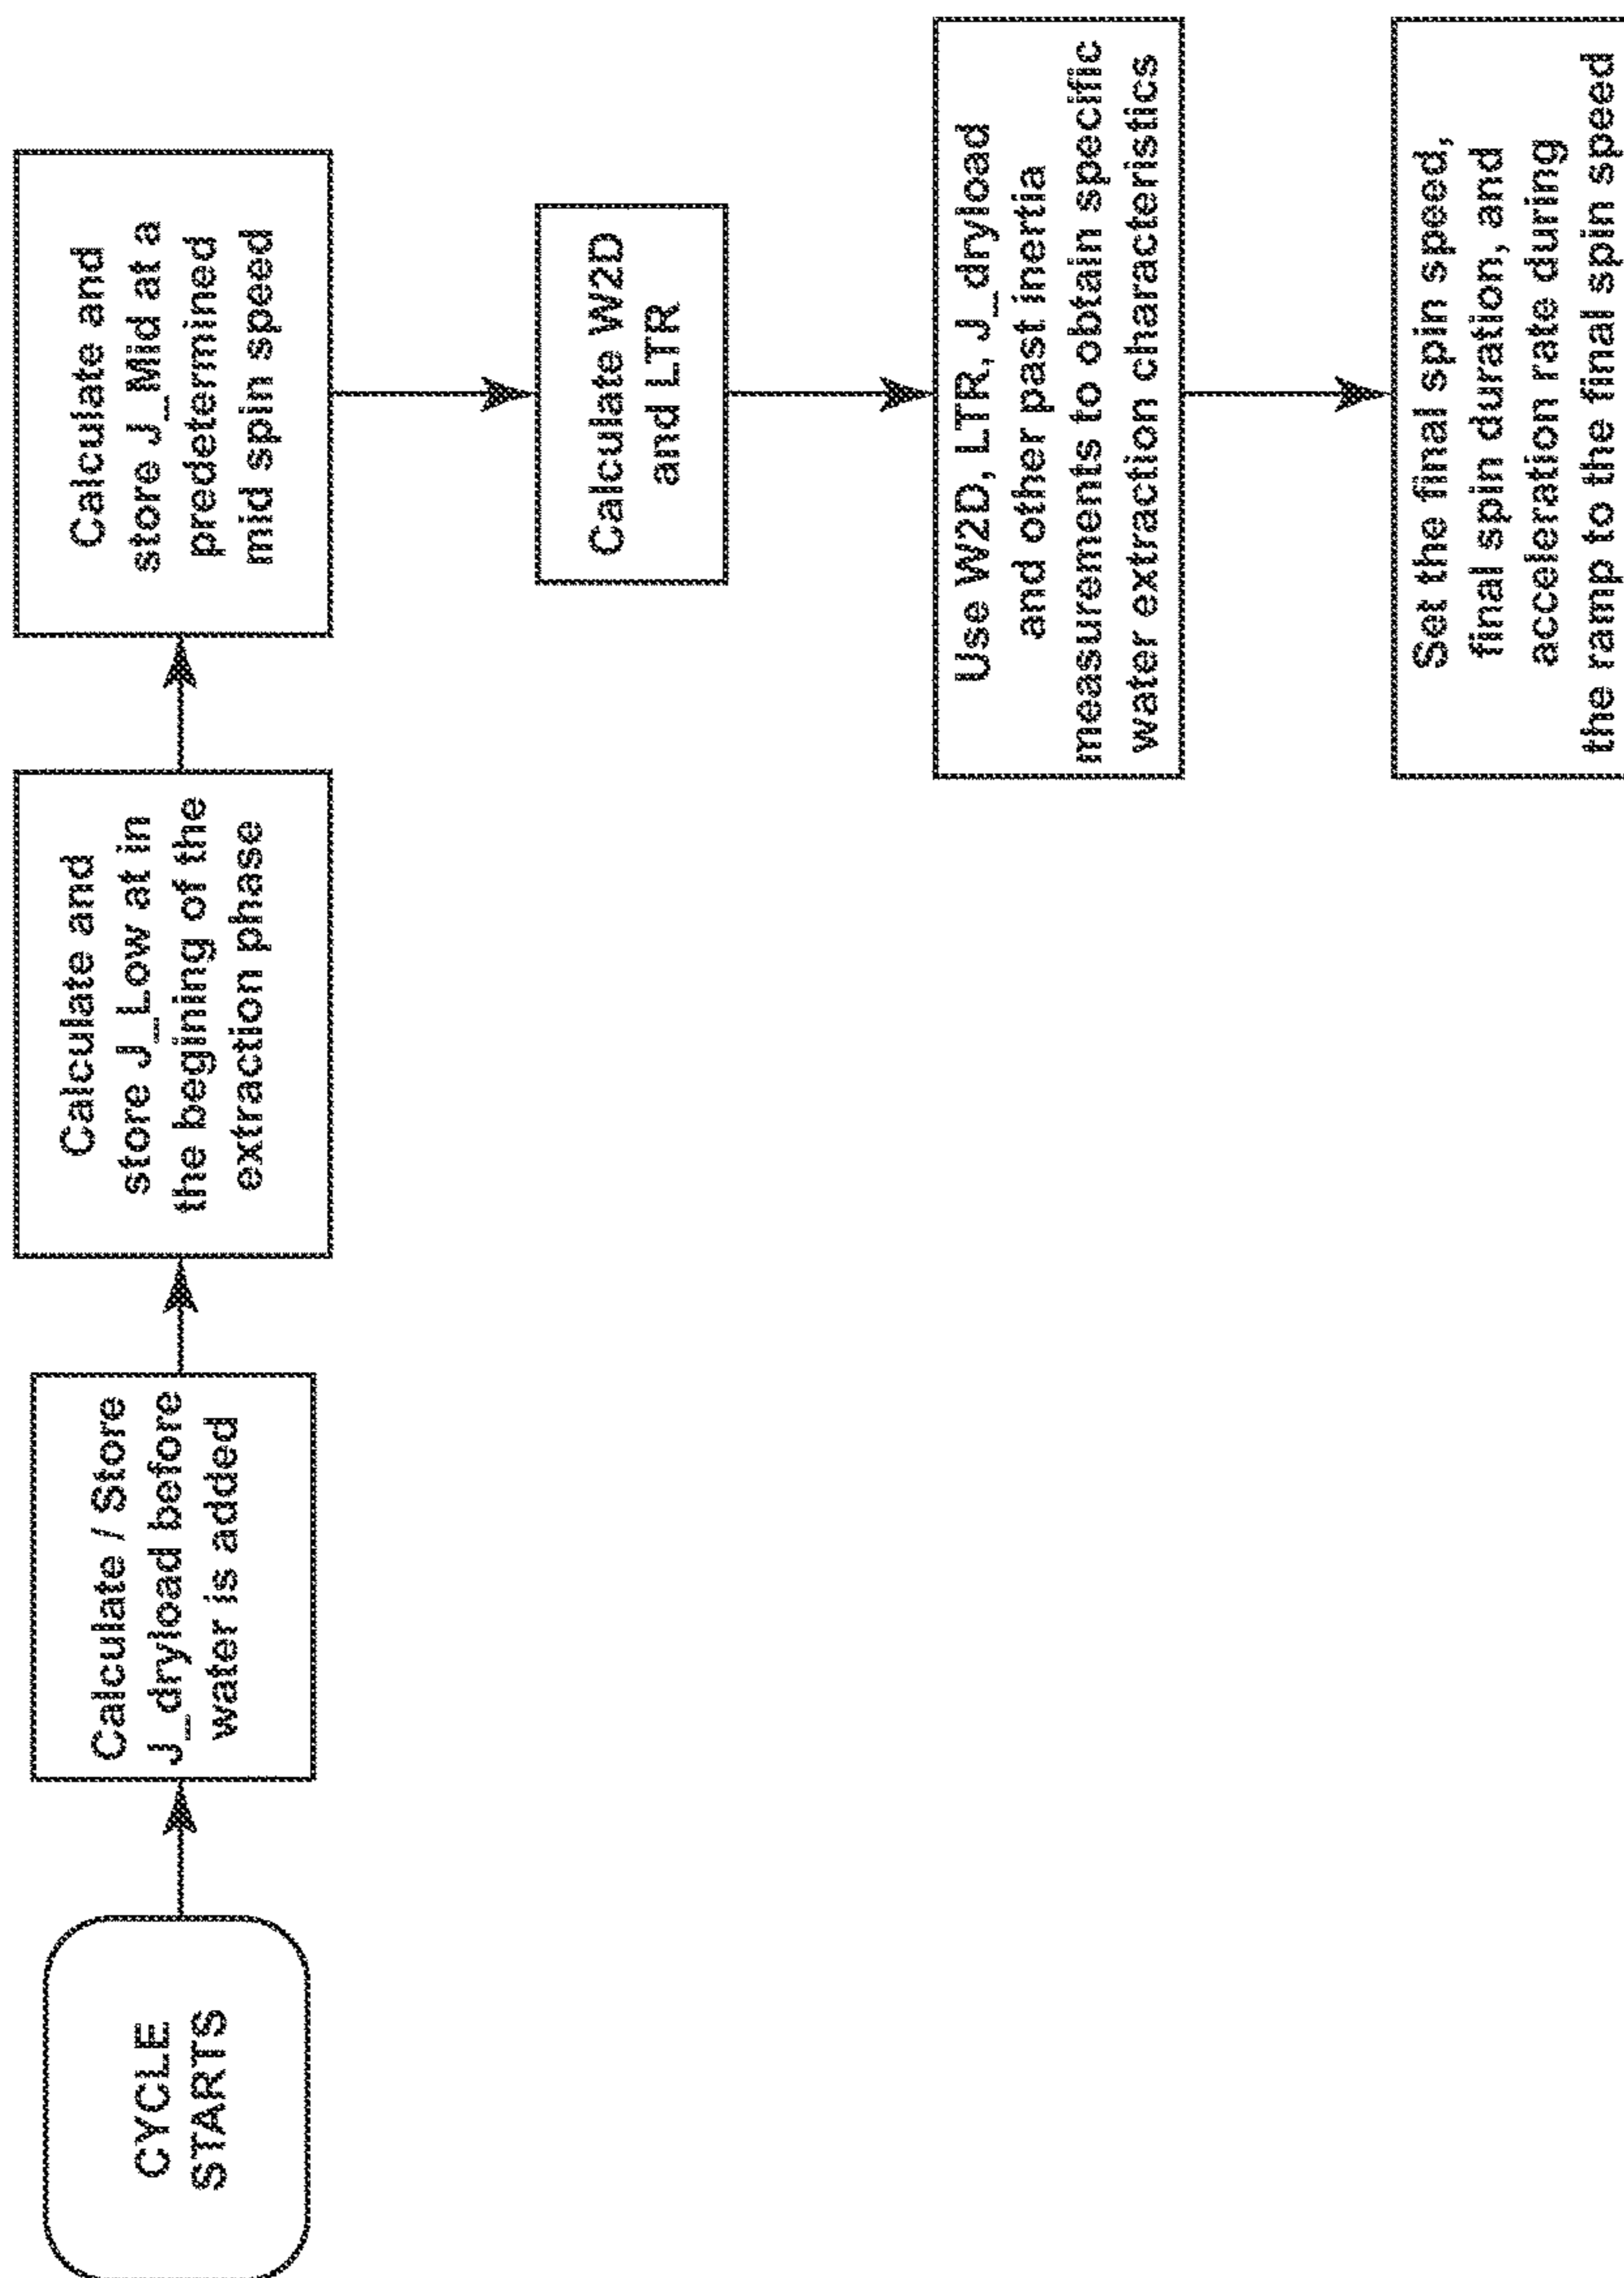 CYCLE
STARTS
Calculate / Store
J_dryload before
water is added
Calculate and
store J_Low at in
the begining of the
extraction phase
Calculate and
store J_Mid at a
predetermined
mid spin speed
Calculate W2D
and LTR
Use W2D, LTR, J_dryload
and other past inertia
measurements to obtain specific
water extraction characteristics
Set the final spin speed,
final spin duration, and
acceleration rate during
the ramp to the final spin speed